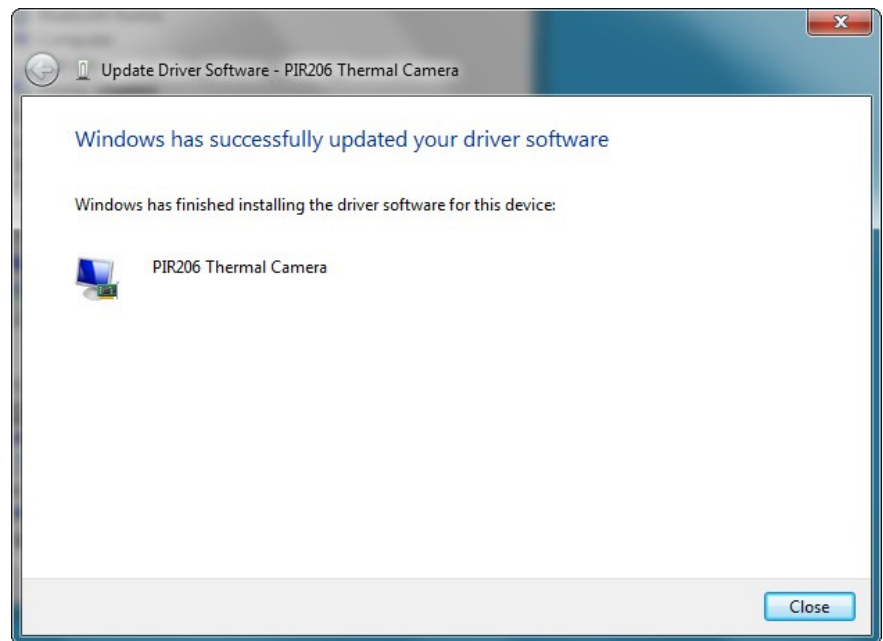 Update Driver Software - PIR206 Thermal Camera
Windows has successfully updated your driver software
Windows has finished installing the driver software for this device:
PIR206 Thermal Camera
Close